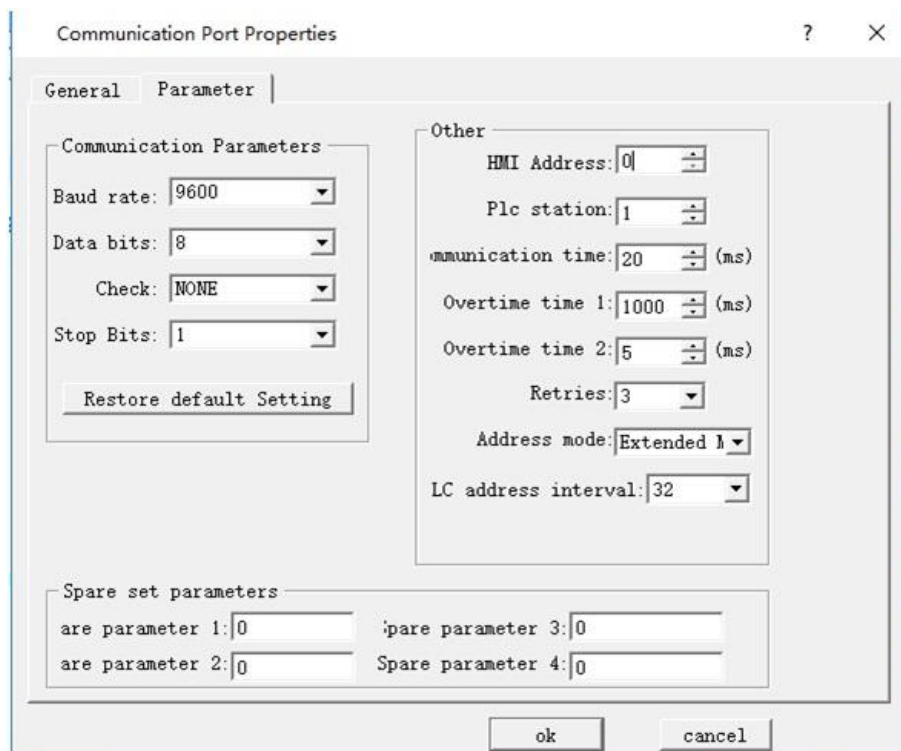 Communication Port Properties
General
Parameter
Communication Parameters
Baud rate: 9600
Data bits: 8
Check: NONE
Stop Bits: 1
Restore default Setting
Other
HMI Address: 0
Plc station: 1
mmunication time: 20 (ms)
Overtime time 1: 1000 (ms)
Overtime time 2: 5 (ms)
Retries: 3
Address mode: Extended M
LC address interval: 32
Spare set parameters
are parameter 1: 0
pare parameter 3: 0
are parameter 2: 0
Spare parameter 4: 0
ok
cancel